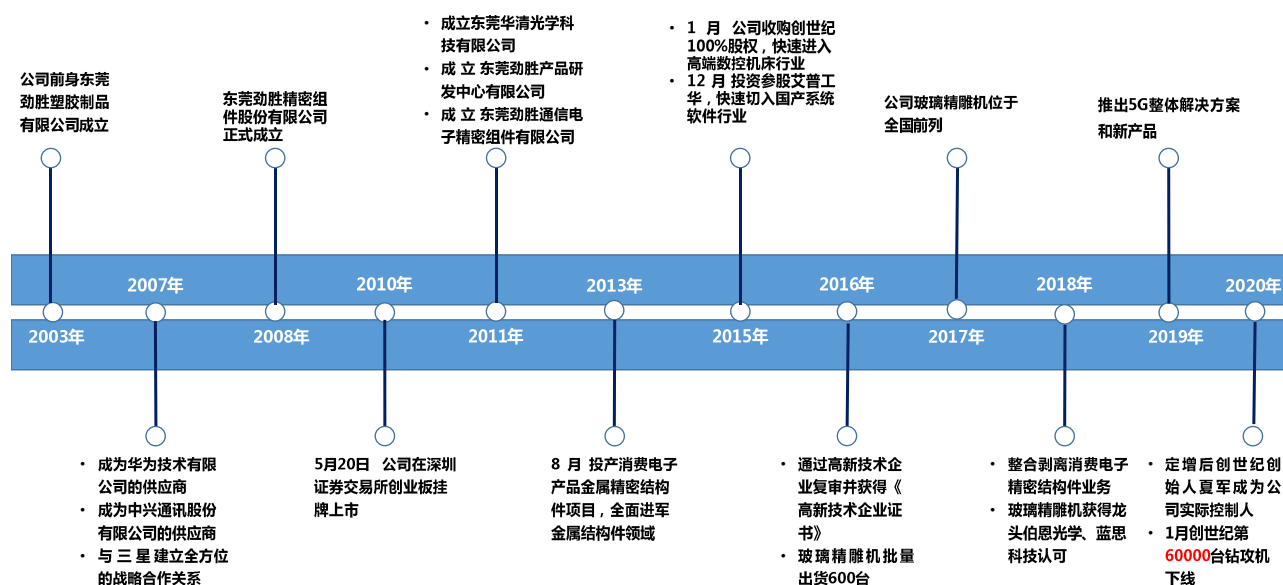 公司前身东莞
劲胜塑胶制品
有限公司成立
东莞劲胜精密组
件股份有限公司
正式成立
• 成立东莞华清光学科
技有限公司
• 成 立 东莞劲胜产品研
发中心有限公司
• 成 立 东莞劲胜通信电
子精密组件有限公司
• 1 月 公司收购创世纪
100%股权，快速进入
高端数控机床行业
• 12 月 投资参股艾普工
华，快速切入国产系统
软件行业
公司玻璃精雕机位于
全国前列
推出5G整体解决方案
和新产品
2007年
2010年
2013年
2016年
2018年
2020年
2003年
2008年
2011年
2015年
2017年
2019年
• 成为华为技术有限
公司的供应商
• 成为中兴通讯股份
有限公司的供应商
• 与 三 星 建立全方位
的战略合作关系
5月20日 公司在深圳
证券交易所创业板挂
牌上市
8 月 投产消费电子
产品金属精密结构
件项目，全面进军
金属结构件领域
• 通过高新技术企
业复审并获得《
高新技术企业证
书》
• 玻璃精雕机批量
出货600台
• 整合剥离消费电子
精密结构件业务
• 玻璃精雕机获得龙
头伯恩光学、蓝思
科技认可
• 定增后创世纪创
始人夏军成为公
司实际控制人
• 1月创世纪第
60000台钻攻机
下线